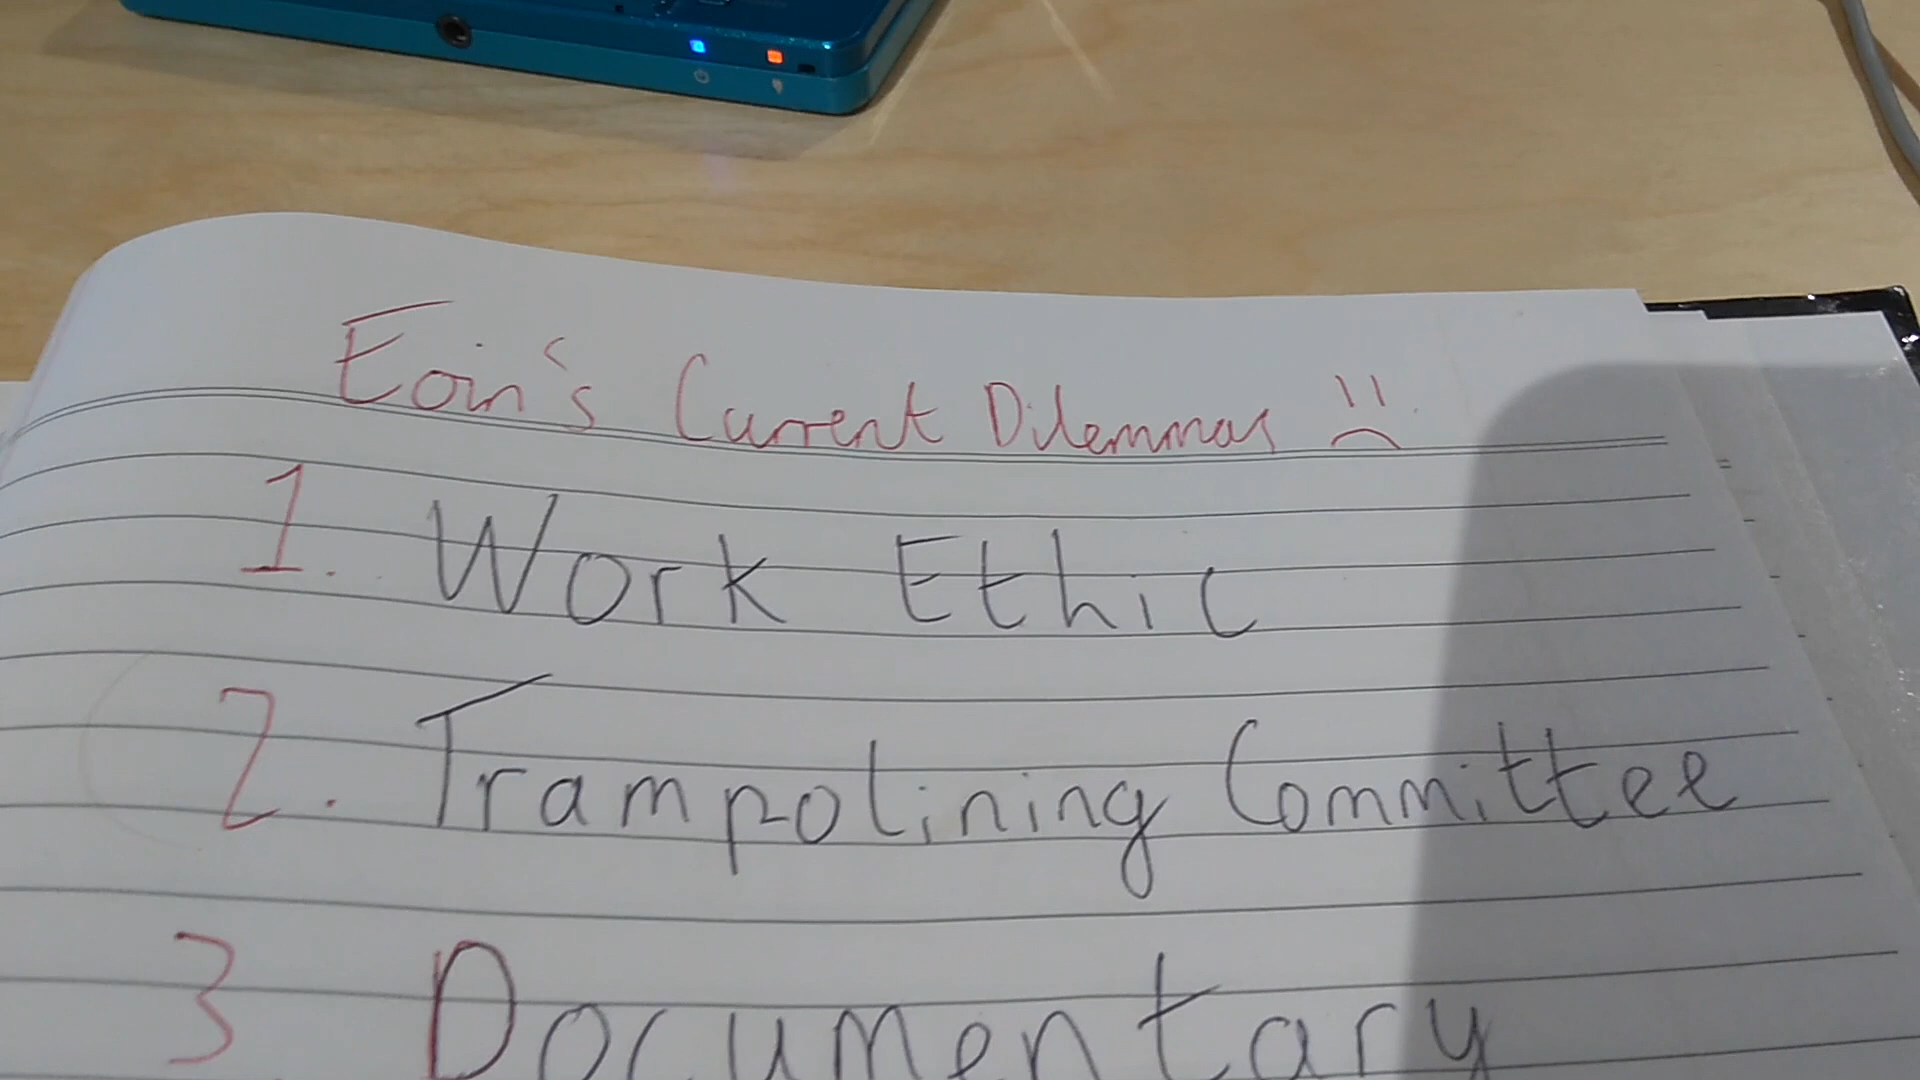 Eoin's Current Dilemmas :(
1. Work Ethic
2. Trampolining Committee
3. Documentary